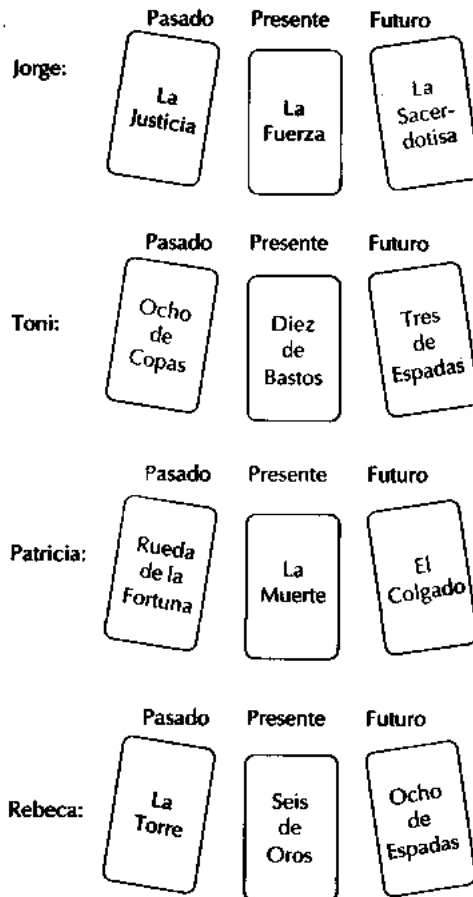 Pasado Presente Futuro
Jorge:
La
Justicia
La
Fuerza
La
Sacer-
dotisa
Pasado Presente Futuro
Toni:
Ocho
de
Copas
Diez
de
Bastos
Tres
de
Espadas
Pasado Presente Futuro
Patricia:
Rueda
de la
Fortuna
La
Muerte
El
Colgado
Pasado Presente Futuro
Rebeca:
La
Torre
Seis
de
Oros
Ocho
de
Espadas